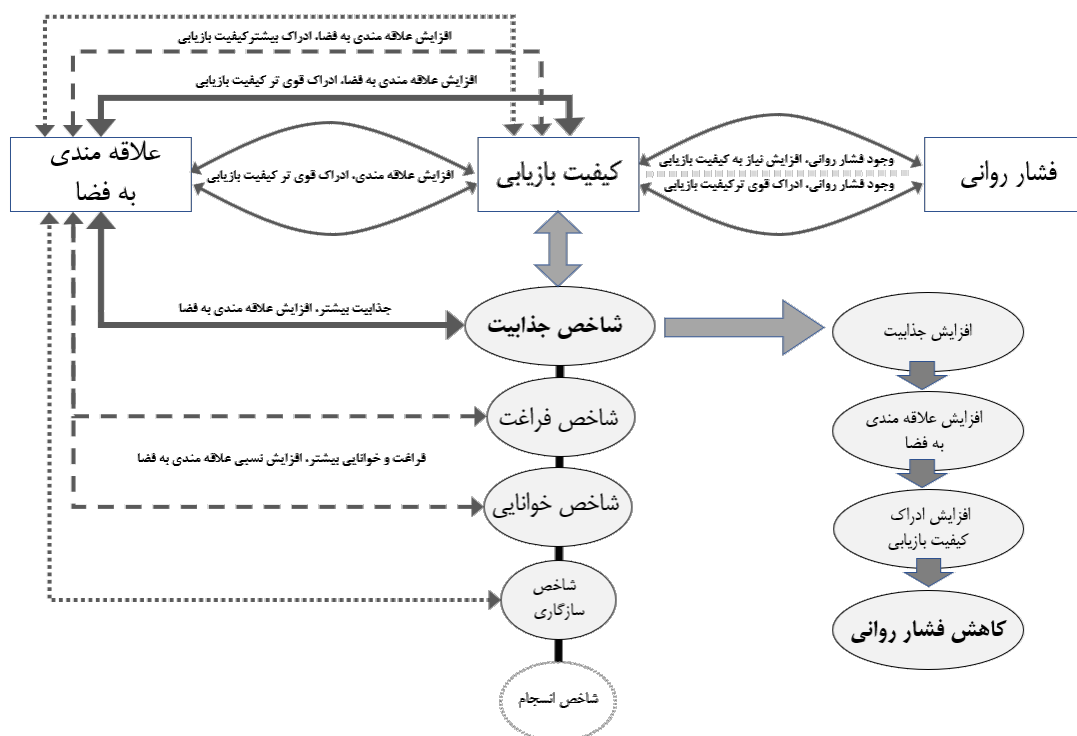 افزایش علاقه مندی به فضا، ادراک بیشترکیفیت بازیابی
افزایش علاقه مندی به فضا، ادراک قوی تر کیفیت بازیابی
فشار روانی
وجود فشار روانی، افزایش نیاز به کیفیت بازیابی
وجود فشار روانی، ادراک قوی ترکیفیت بازیابی
کیفیت بازیابی
افزایش علاقه مندی، ادراک قوی تر کیفیت بازیابی
علاقه مندی
به فضا
جذابیت بیشتر، افزایش علاقه مندی به فضا
شاخص جذابیت
شاخص فراغت
فراغت و خوانایی بیشتر، افزایش نسبی علاقه مندی به فضا
شاخص خوانایی
شاخص
سازگاری
شاخص انسجام
افزایش جذابیت
افزایش علاقه مندی
به فضا
افزایش ادراک
کیفیت بازیابی
کاهش فشار روانی